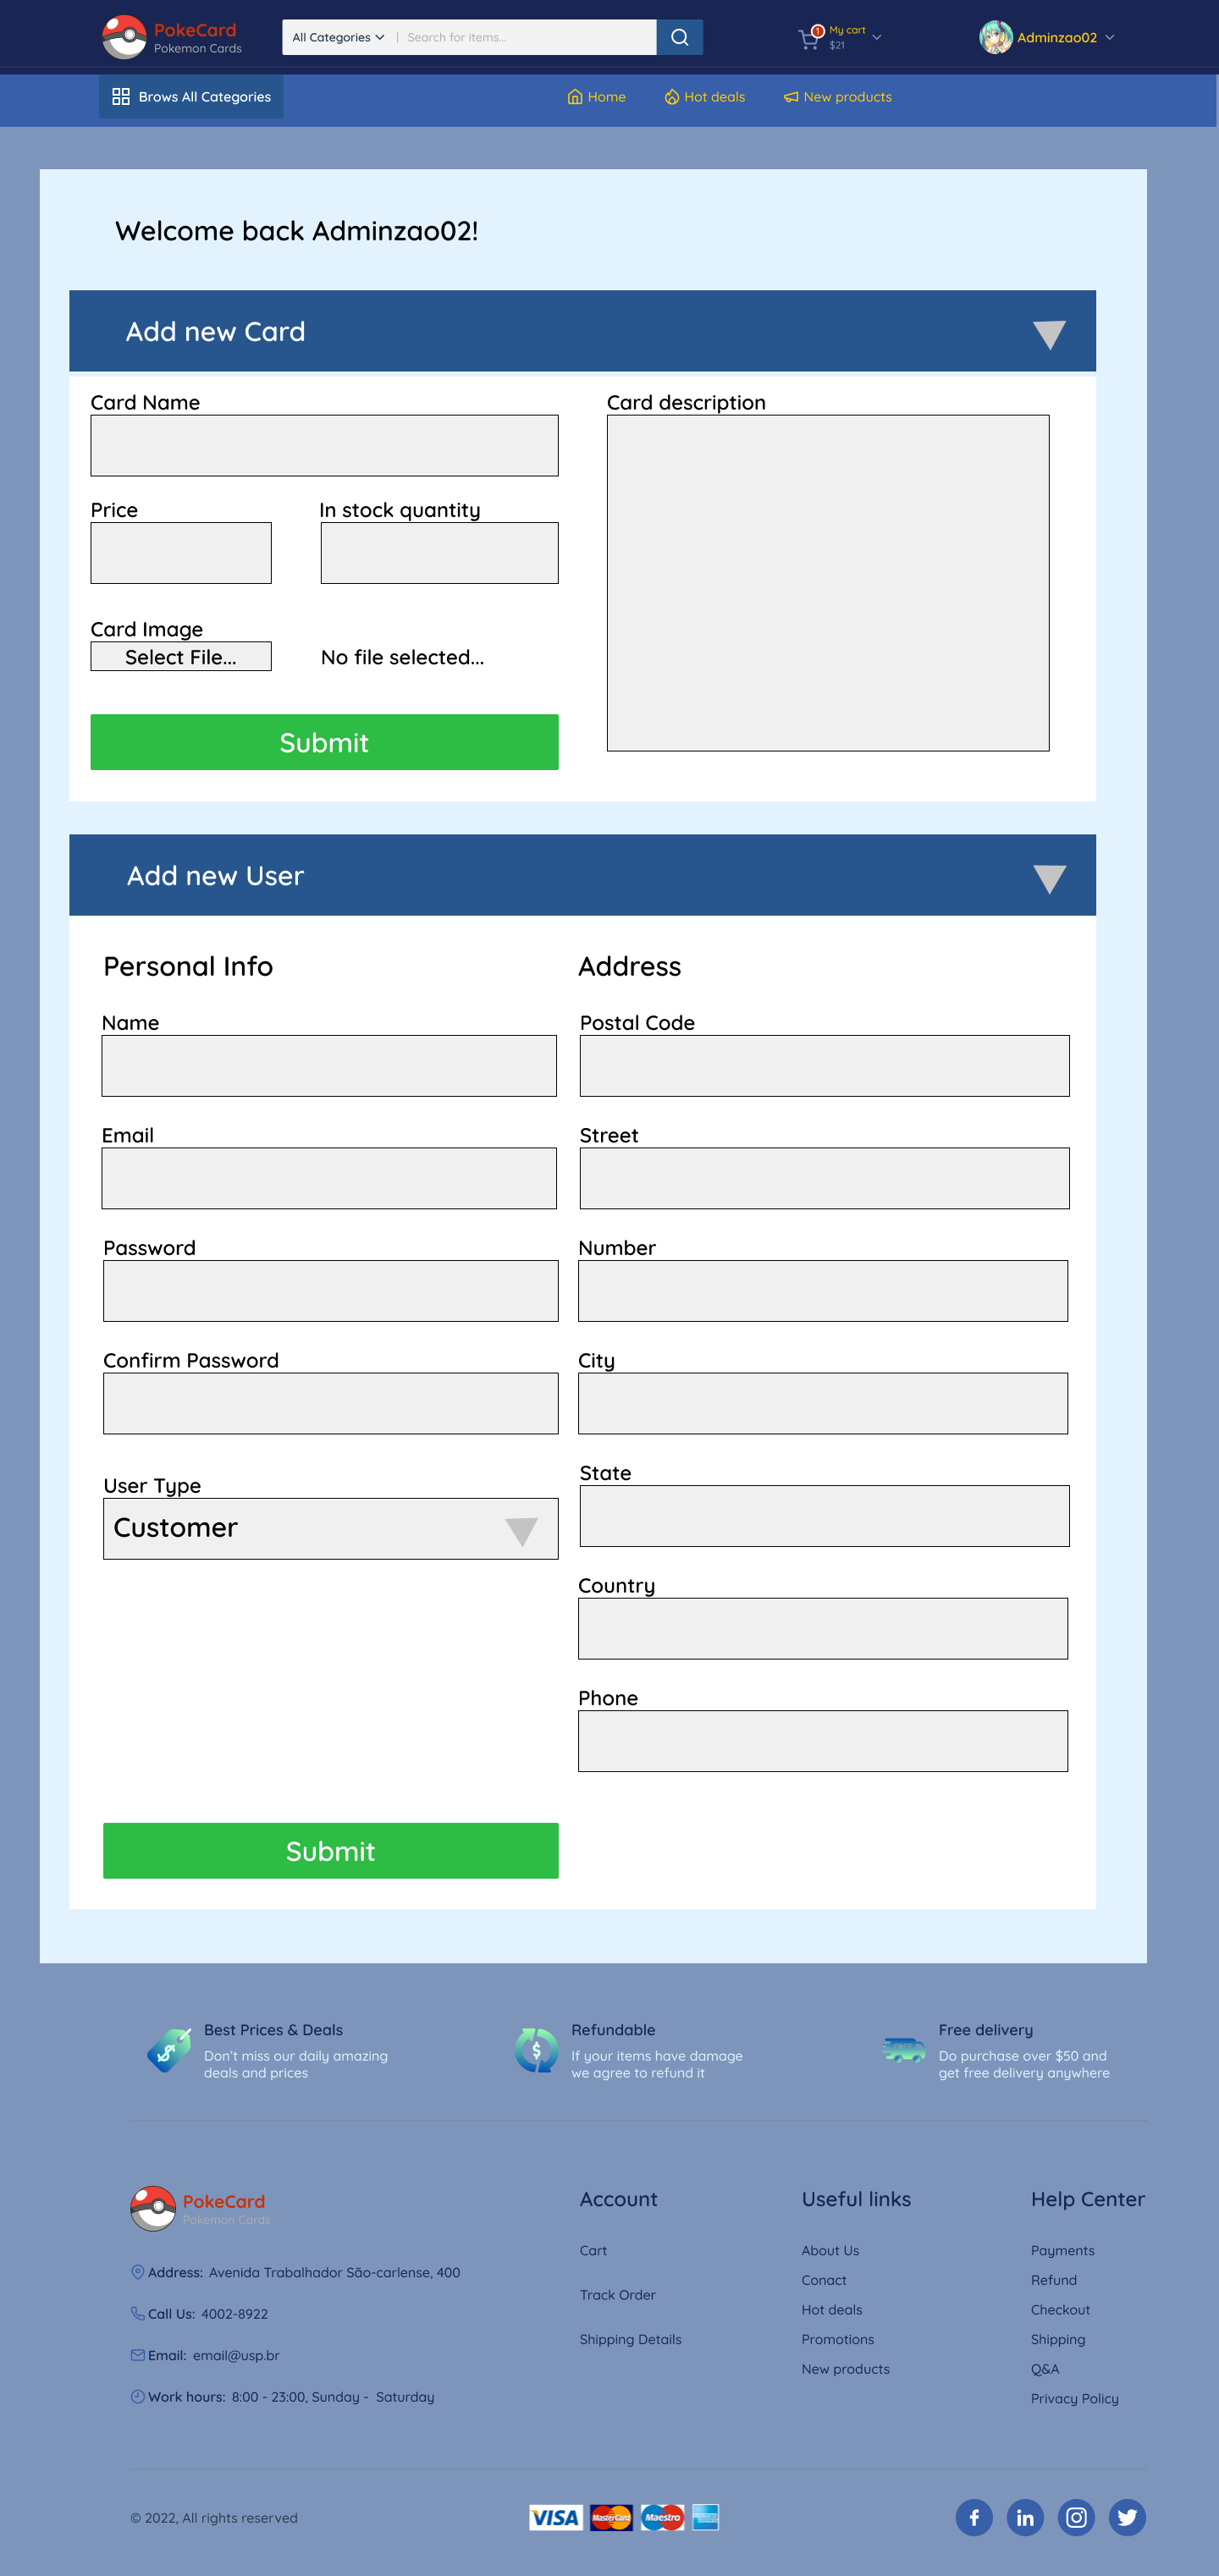 PokeCard
Pokemon Cards
All Categories
Search for items...
1
My cart
$21
Adminzao02
Brows All Categories
Home
Hot deals
New products
Welcome back Adminzao02!
Add new Card
Card Name
Card description
Price
In stock quantity
Card Image
Select File...
No file selected...
Submit
Add new User
Personal Info
Address
Name
Postal Code
Email
Street
Password
Number
Confirm Password
City
User Type
State
Customer
Country
Phone
Submit
Best Prices & Deals
Don't miss our daily amazing
deals and prices
Refundable
If your items have damage
we agree to refund it
Free delivery
Do purchase over $50 and
get free delivery anywhere
PokeCard
Pokemon Cards
Address: Avenida Trabalhador São-carlense, 400
Call Us: 4002-8922
Email: email@usp.br
Work hours: 8:00 - 23:00, Sunday - Saturday
Account
Cart
Track Order
Shipping Details
Useful links
About Us
Conact
Hot deals
Promotions
New products
Help Center
Payments
Refund
Checkout
Shipping
Q&A
Privacy Policy
© 2022, All rights reserved
VISA
MasterCard
Maestro